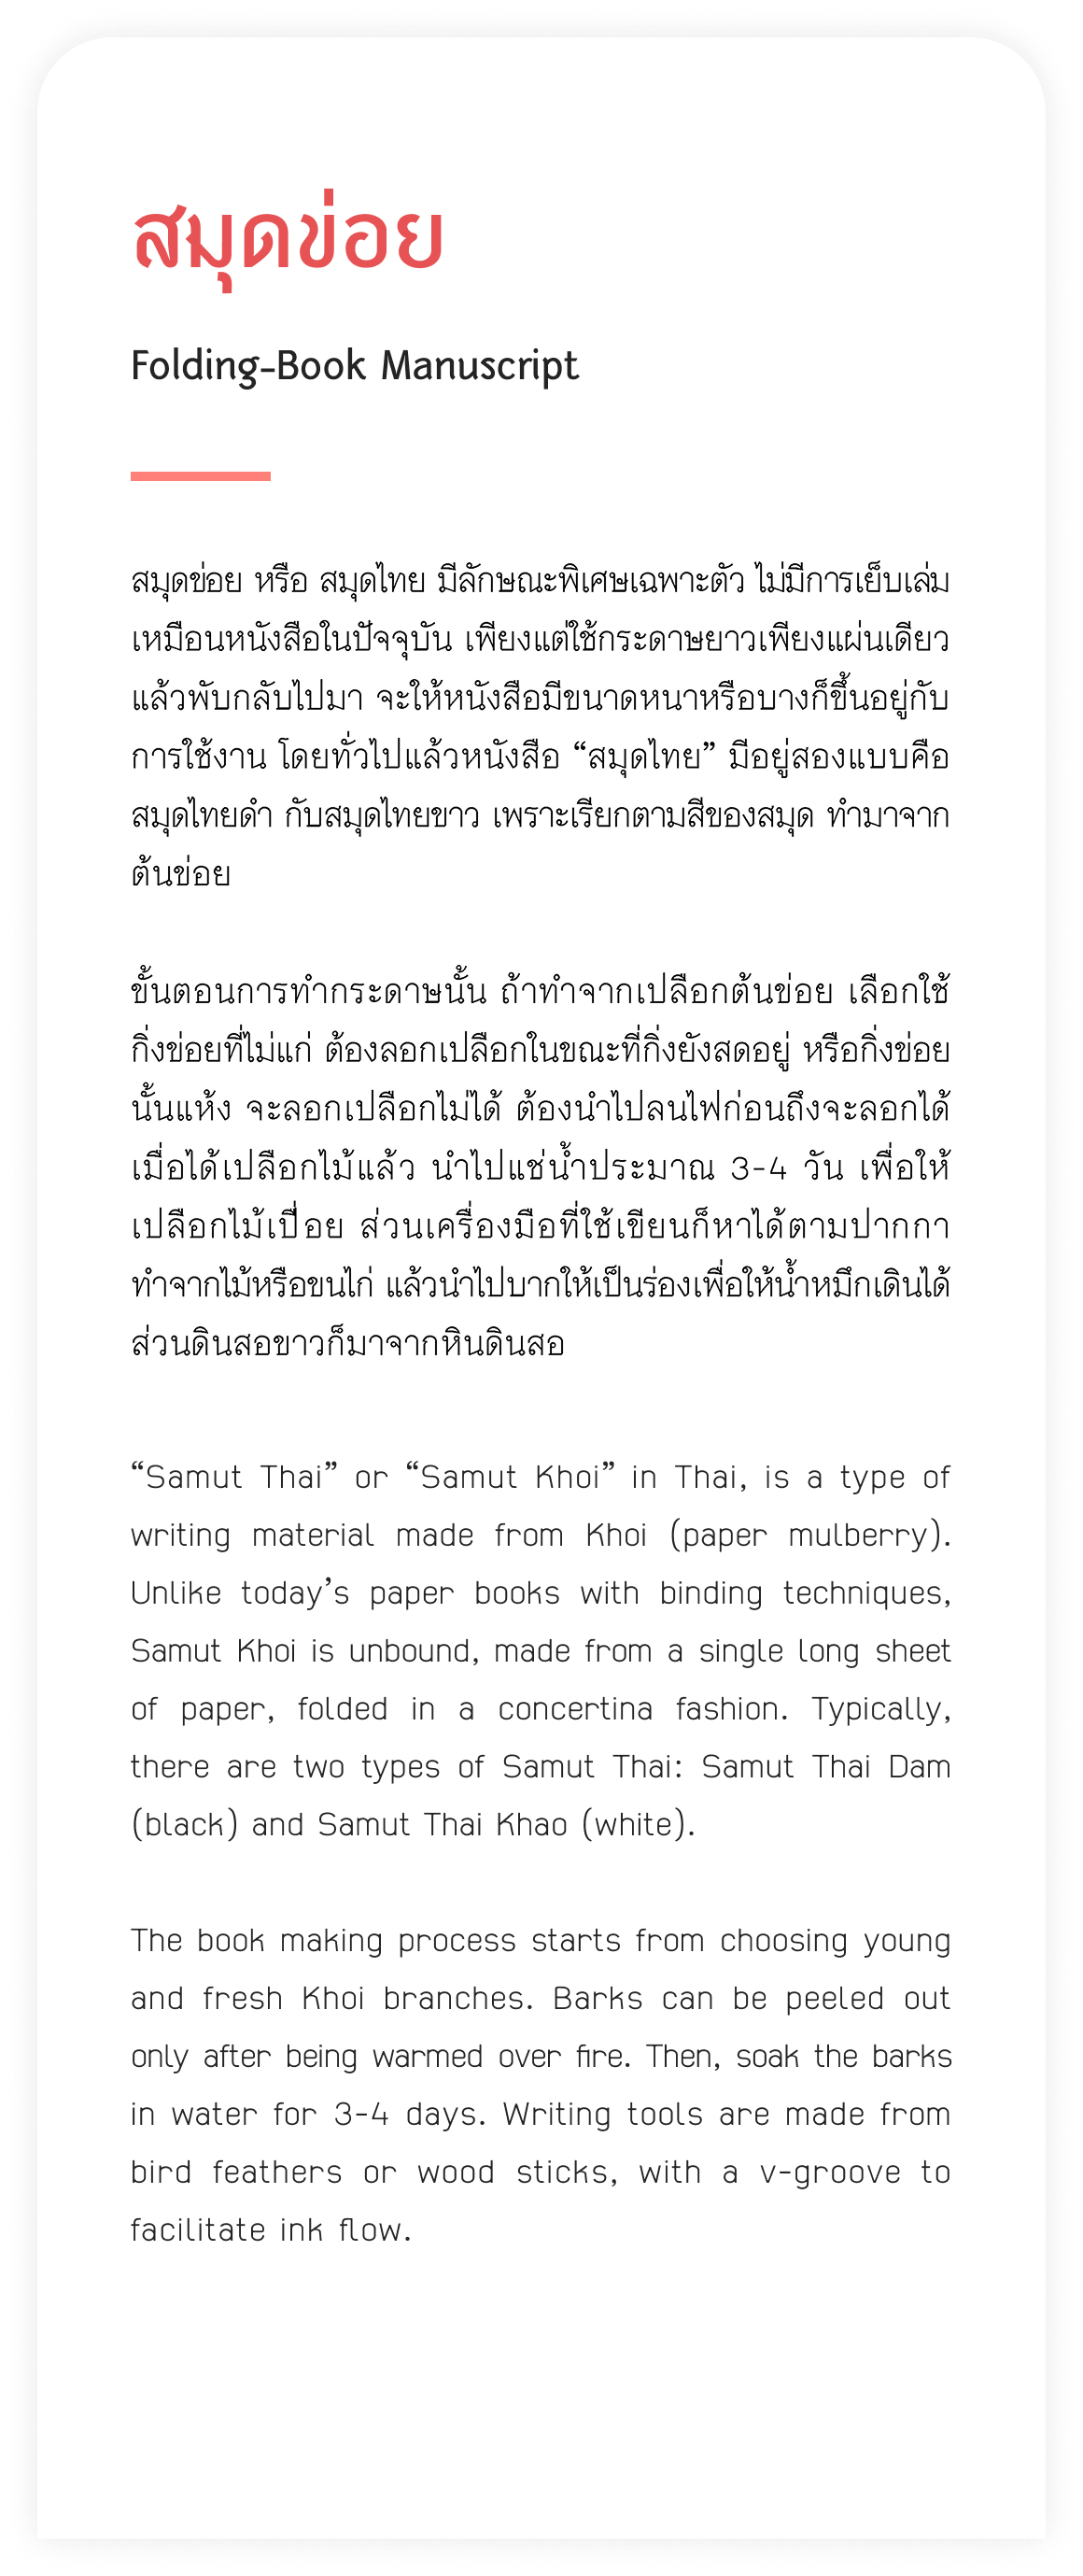 สมุดข่อย
Folding-Book Manuscript
สมุดข่อย หรือ สมุดไทย มีลักษณะพิเศษเฉพาะตัว ไม่มีการเย็บเล่ม
เหมือนหนังสือในปัจจุบัน เพียงแต่ใช้กระดาษยาวเพียงแผ่นเดียว
แล้วพับกลับไปมา จะให้หนังสือมีขนาดหนาหรือบางก็ขึ้นอยู่กับ
การใช้งาน โดยทั่วไปแล้วหนังสือ “สมุดไทย” มีอยู่สองแบบคือ
สมุดไทยดำ กับสมุดไทยขาว เพราะเรียกตามสีของสมุด ทำมาจาก
ต้นข่อย
ขั้นตอนการทำกระดาษนั้น ถ้าทำจากเปลือกต้นข่อย เลือกใช้
กิ่งข่อยที่ไม่แก่ ต้องลอกเปลือกในขณะที่กิ่งยังสดอยู่ หรือกิ่งข่อย
นั้นแห้ง จะลอกเปลือกไม่ได้ ต้องนำไปลนไฟก่อนถึงจะลอกได้
เมื่อได้เปลือกไม้แล้ว นำไปแช่น้ำประมาณ 3-4 วัน เพื่อให้
เปลือกไม้เปื่อย ส่วนเครื่องมือที่ใช้เขียนก็หาได้ตามปากกา
ทำจากไม้หรือขนไก่ แล้วนำไปบากให้เป็นร่องเพื่อให้น้ำหมึกเดินได้
ส่วนดินสอขาวก็มาจากหินดินสอ
“Samut Thai” or “Samut Khoi” in Thai, is a type of
writing material made from Khoi (paper mulberry).
Unlike today’s paper books with binding techniques,
Samut Khoi is unbound, made from a single long sheet
of paper, folded in a concertina fashion. Typically,
there are two types of Samut Thai: Samut Thai Dam
(black) and Samut Thai Khao (white).
The book making process starts from choosing young
and fresh Khoi branches. Barks can be peeled out
only after being warmed over fire. Then, soak the barks
in water for 3-4 days. Writing tools are made from
bird feathers or wood sticks, with a v-groove to
facilitate ink flow.